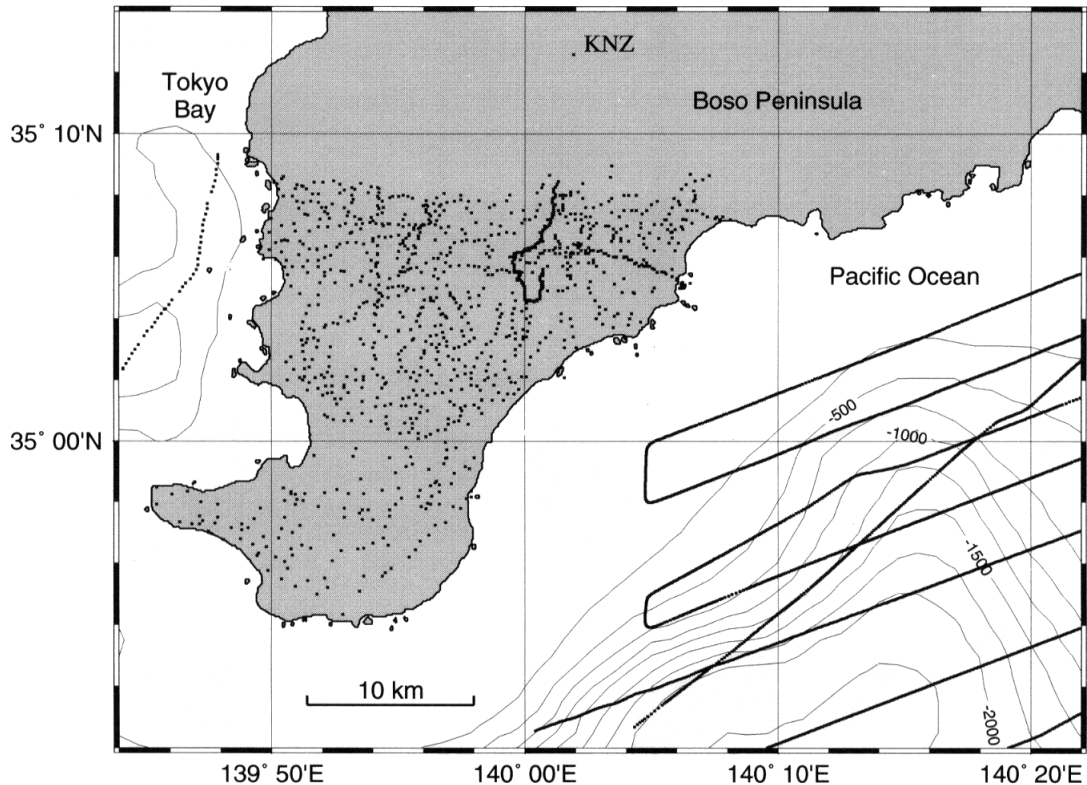 KNZ
Tokyo
Bay
Boso Peninsula
35° 10'N
Pacific Ocean
-500
-1000
35° 00'N
-1500
10 km
-2000
139° 50'E
140° 00'E
140° 10'E
140° 20'E